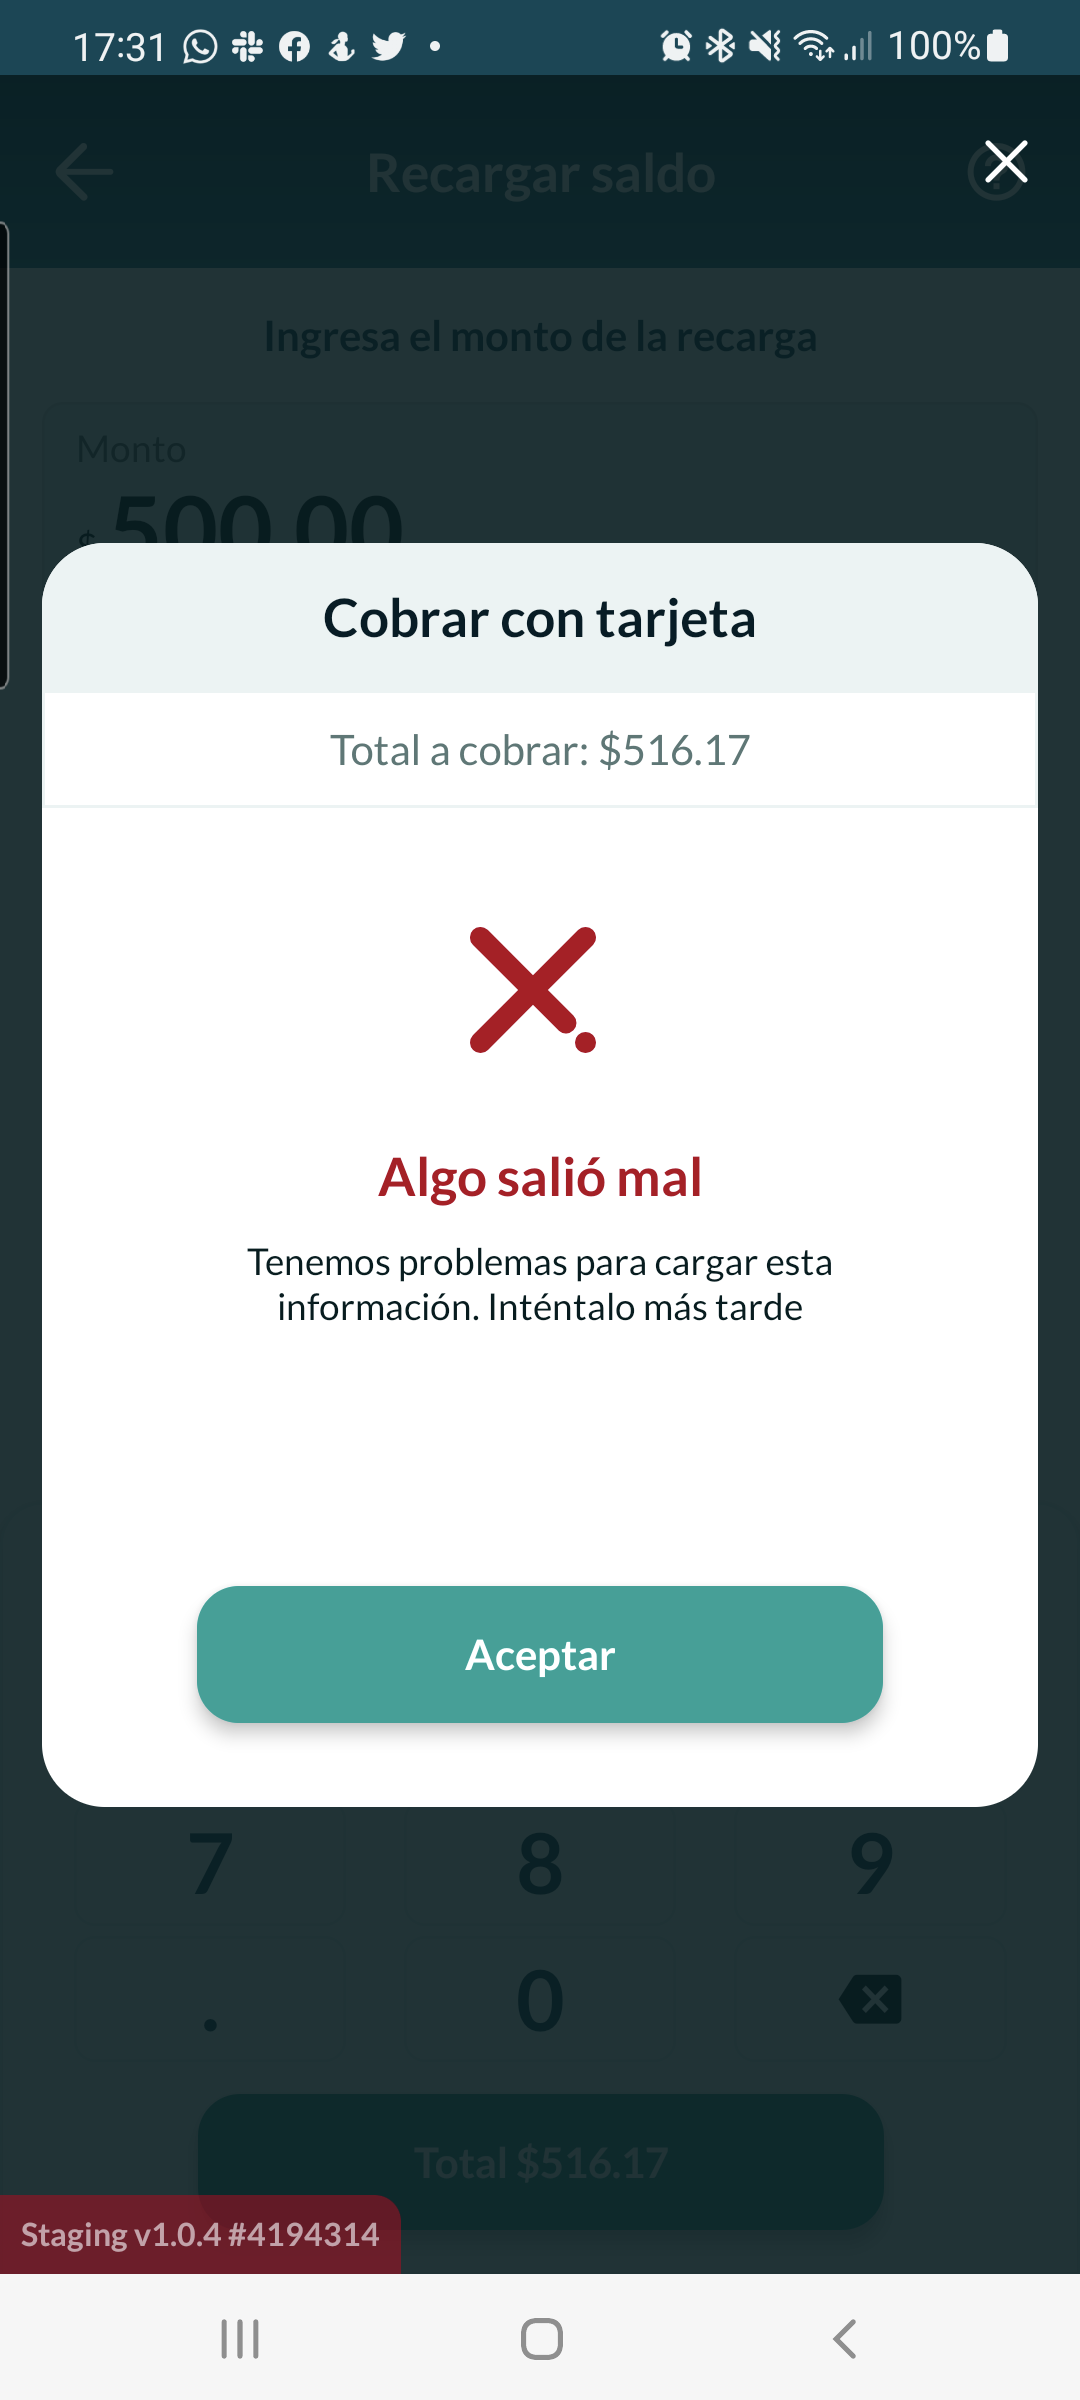 17:31
100%
Recargar saldo
Ingresa el monto de la recarga
Monto
$ 500.00
Cobrar con tarjeta
Total a cobrar: $516.17
Algo salió mal
Tenemos problemas para cargar esta
información. Inténtalo más tarde
Aceptar
7 8 9
. 0
Total $516.17
Staging v1.0.4 #4194314